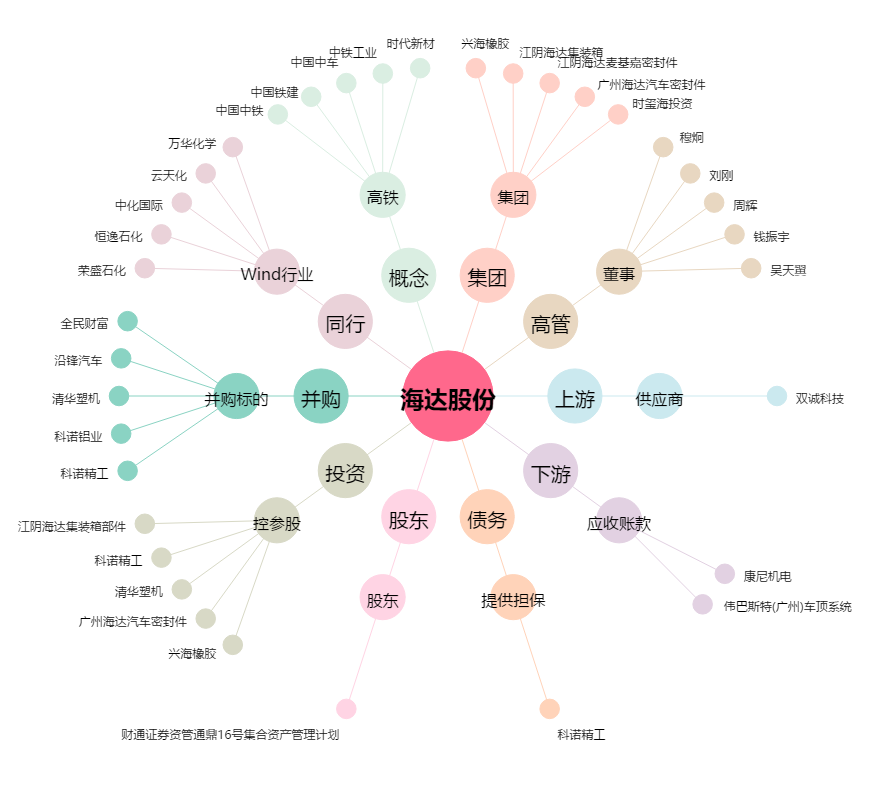 时代新材
兴海橡胶
中铁工业
江阴海达集装箱
中国中车
江阴海达麦基嘉密封件
中国铁建
广州海达汽车密封件
中国中铁
时玺海投资
万华化学
穆炯
云天化
刘刚
高铁
集团
中化国际
周辉
恒逸石化
钱振宇
荣盛石化
Wind行业
概念
集团
董事
吴天翼
全民财富
同行
高管
沿锋汽车
清华塑机
并购标的
并购
海达股份
上游
供应商
双诚科技
科诺铝业
科诺精工
投资
下游
江阴海达集装箱部件
控参股
股东
债务
应收账款
科诺精工
康尼机电
清华塑机
股东
提供担保
伟巴斯特(广州)车顶系统
广州海达汽车密封件
兴海橡胶
财通证券资管通鼎16号集合资产管理计划
科诺精工